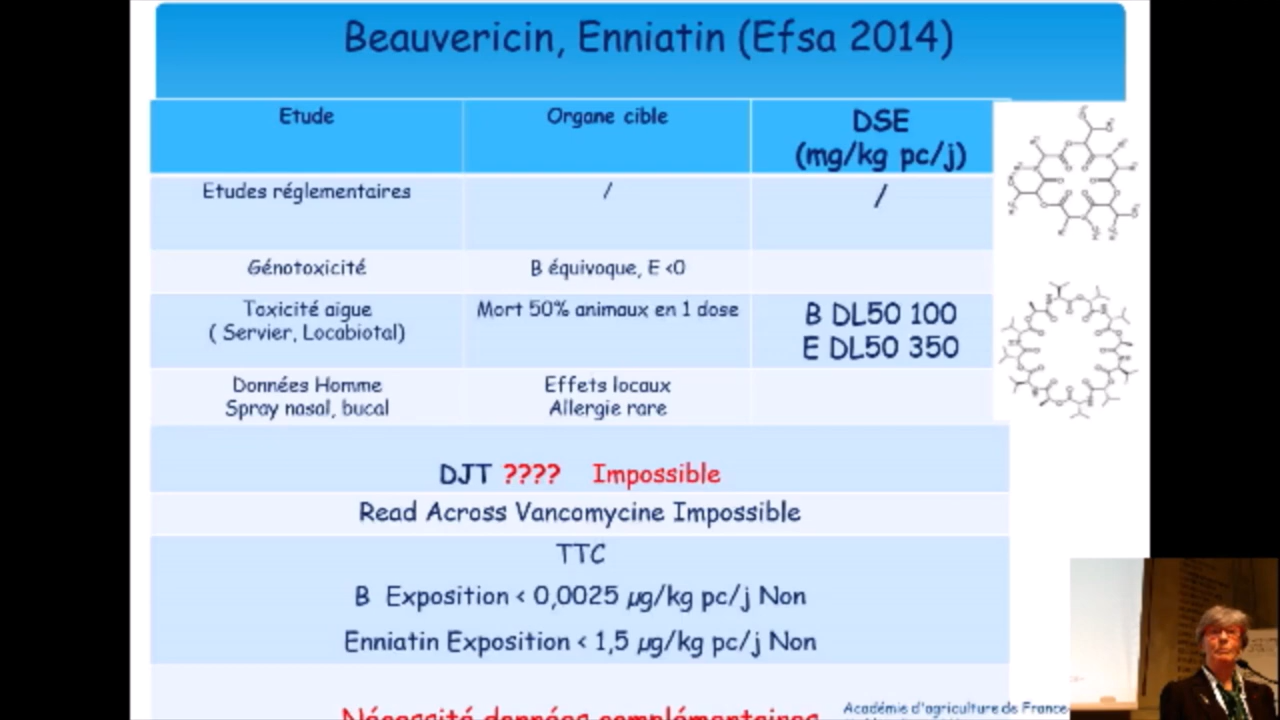 Beauvericin, Enniatin (Efsa 2014)
Etude
Organe cible
DSE
(mg/kg pc/j)
Etudes réglementaires
/
/
Génotoxicité
B équivoque, E <0
Toxicité aigue
( Servier, Locabiotal)
Mort 50% animaux en 1 dose
B DL50 100
E DL50 350
Données Homme
Spray nasal, bucal
Effets locaux
Allergie rare
DJT ???? Impossible
Read Across Vancomycine Impossible
TTC
B Exposition < 0,0025 µg/kg pc/j Non
Enniatin Exposition < 1,5 µg/kg pc/j Non
Nécessité données complémentaires
Académie d'agriculture de France